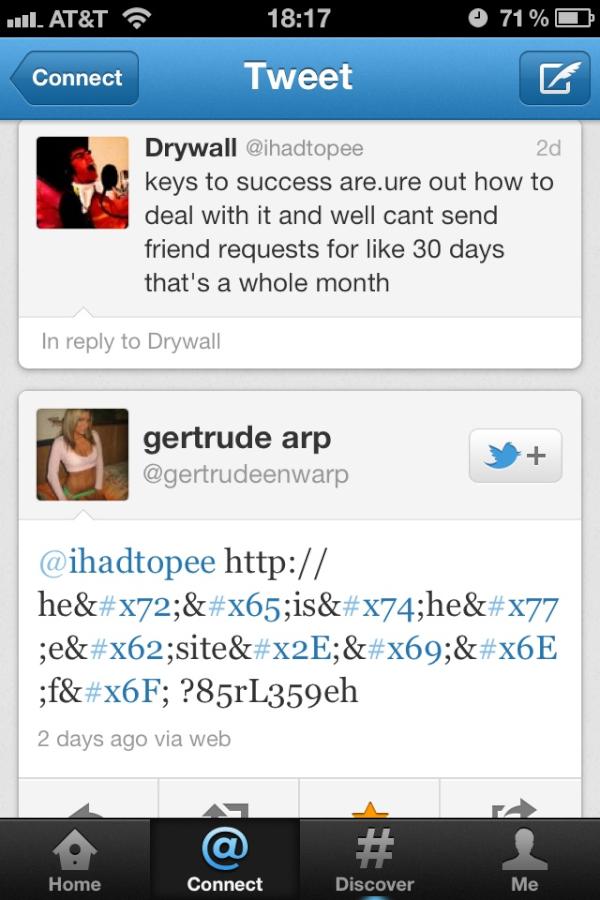 AT&T 18:17 71%
Connect Tweet
Drywall @ihadtopee 2d
keys to success are.ure out how to
deal with it and well cant send
friend requests for like 30 days
that's a whole month
In reply to Drywall
gertrude arp
@gertrudeenwarp
+
@ihadtopee http://
he&#x72;&#x65;is&#x74;he&#x77
;e&#x62;site&#x2E;&#x69;&#x6E
;f&#x6F; ?85rL359eh
2 days ago via web
@
#
Home Connect Discover Me